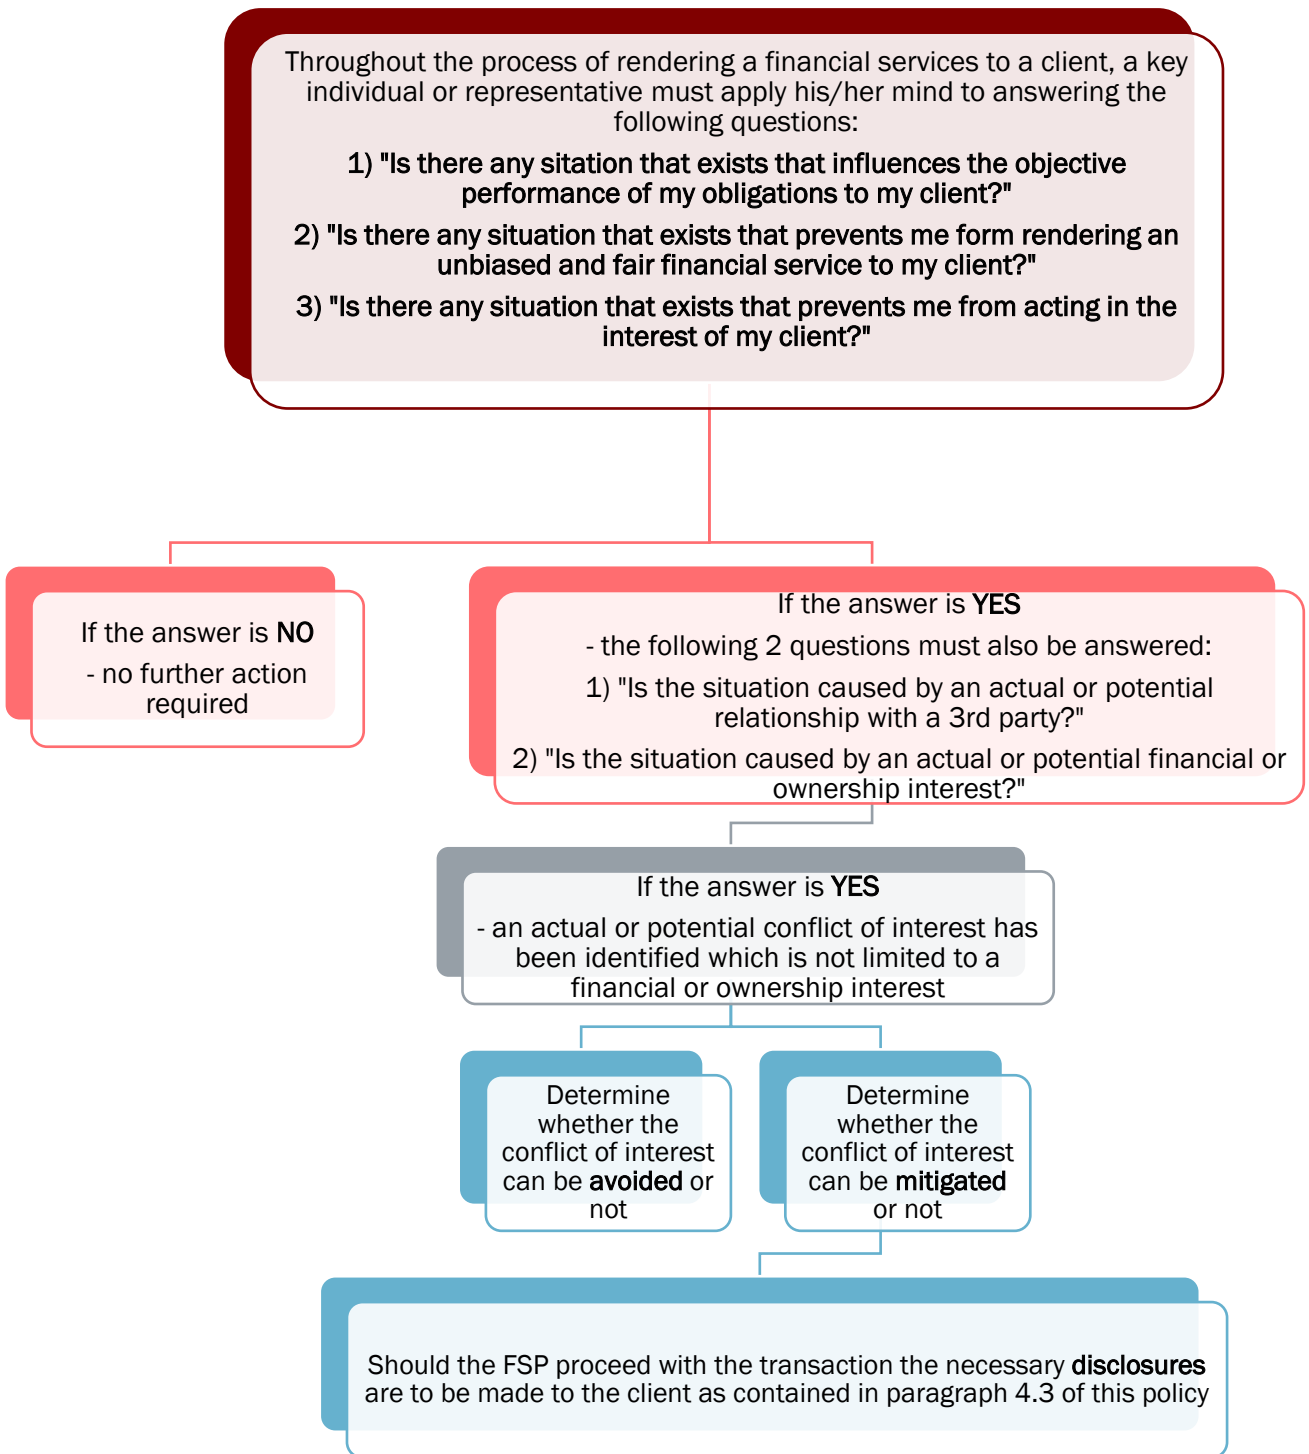 Throughout the process of rendering a financial services to a client, a key
individual or representative must apply his/her mind to answering the
following questions:
1) "Is there any sitation that exists that influences the objective
performance of my obligations to my client?"
2) "Is there any situation that exists that prevents me form rendering an
unbiased and fair financial service to my client?"
3) "Is there any situation that exists that prevents me from acting in the
interest of my client?"
If the answer is NO
- no further action
required
If the answer is YES
- the following 2 questions must also be answered:
1) "Is the situation caused by an actual or potential
relationship with a 3rd party?"
2) "Is the situation caused by an actual or potential financial or
ownership interest?"
If the answer is YES
- an actual or potential conflict of interest has
been identified which is not limited to a
financial or ownership interest
Determine
whether the
conflict of interest
can be avoided or
not
Determine
whether the
conflict of interest
can be mitigated
or not
Should the FSP proceed with the transaction the necessary disclosures
are to be made to the client as contained in paragraph 4.3 of this policy